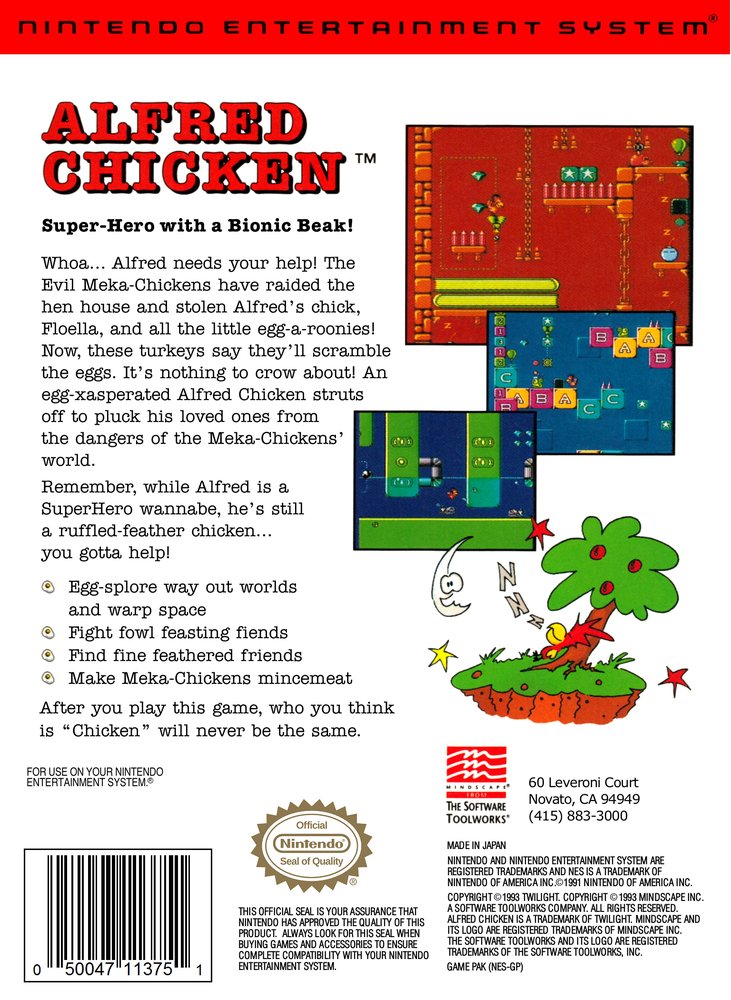 NINTENDO ENTERTAINMENT SYSTEM®
ALFRED
CHICKEN™
Super-Hero with a Bionic Beak!
Whoa... Alfred needs your help! The
Evil Meka-Chickens have raided the
hen house and stolen Alfred's chick,
Floella, and all the little egg-a-roonies!
Now, these turkeys say they'll scramble
the eggs. It's nothing to crow about! An
egg-xasperated Alfred Chicken struts
off to pluck his loved ones from
the dangers of the Meka-Chickens'
world.
Remember, while Alfred is a
SuperHero wannabe, he's still
a ruffled-feather chicken...
you gotta help!
Egg-splore way out worlds
and warp space
Fight fowl feasting fiends
Find fine feathered friends
Make Meka-Chickens mincemeat
After you play this game, who you think
is “Chicken” will never be the same.
Z
Z
Z
Z
B A A
B
C
A B A C C
B
N
N
N
Z
FOR USE ON YOUR NINTENDO
ENTERTAINMENT SYSTEM.®
0 50047 11375 1
Official
Nintendo®
Seal of Quality
®
THIS OFFICIAL SEAL IS YOUR ASSURANCE THAT
NINTENDO HAS APPROVED THE QUALITY OF THIS
PRODUCT. ALWAYS LOOK FOR THIS SEAL WHEN
BUYING GAMES AND ACCESSORIES TO ENSURE
COMPLETE COMPATIBILITY WITH YOUR NINTENDO
ENTERTAINMENT SYSTEM.
MINDSCAPE®
FROM
THE SOFTWARE
TOOLWORKS®
60 Leveroni Court
Novato, CA 94949
(415) 883-3000
MADE IN JAPAN
NINTENDO AND NINTENDO ENTERTAINMENT SYSTEM ARE
REGISTERED TRADEMARKS AND NES IS A TRADEMARK OF
NINTENDO OF AMERICA INC.©1991 NINTENDO OF AMERICA INC.
COPYRIGHT ©1993 TWILIGHT. COPYRIGHT ©1993 MINDSCAPE INC.
A SOFTWARE TOOLWORKS COMPANY. ALL RIGHTS RESERVED.
ALFRED CHICKEN IS A TRADEMARK OF TWILIGHT. MINDSCAPE AND
ITS LOGO ARE REGISTERED TRADEMARKS OF MINDSCAPE INC.
THE SOFTWARE TOOLWORKS AND ITS LOGO ARE REGISTERED
TRADEMARKS OF THE SOFTWARE TOOLWORKS, INC.
GAME PAK (NES-GP)